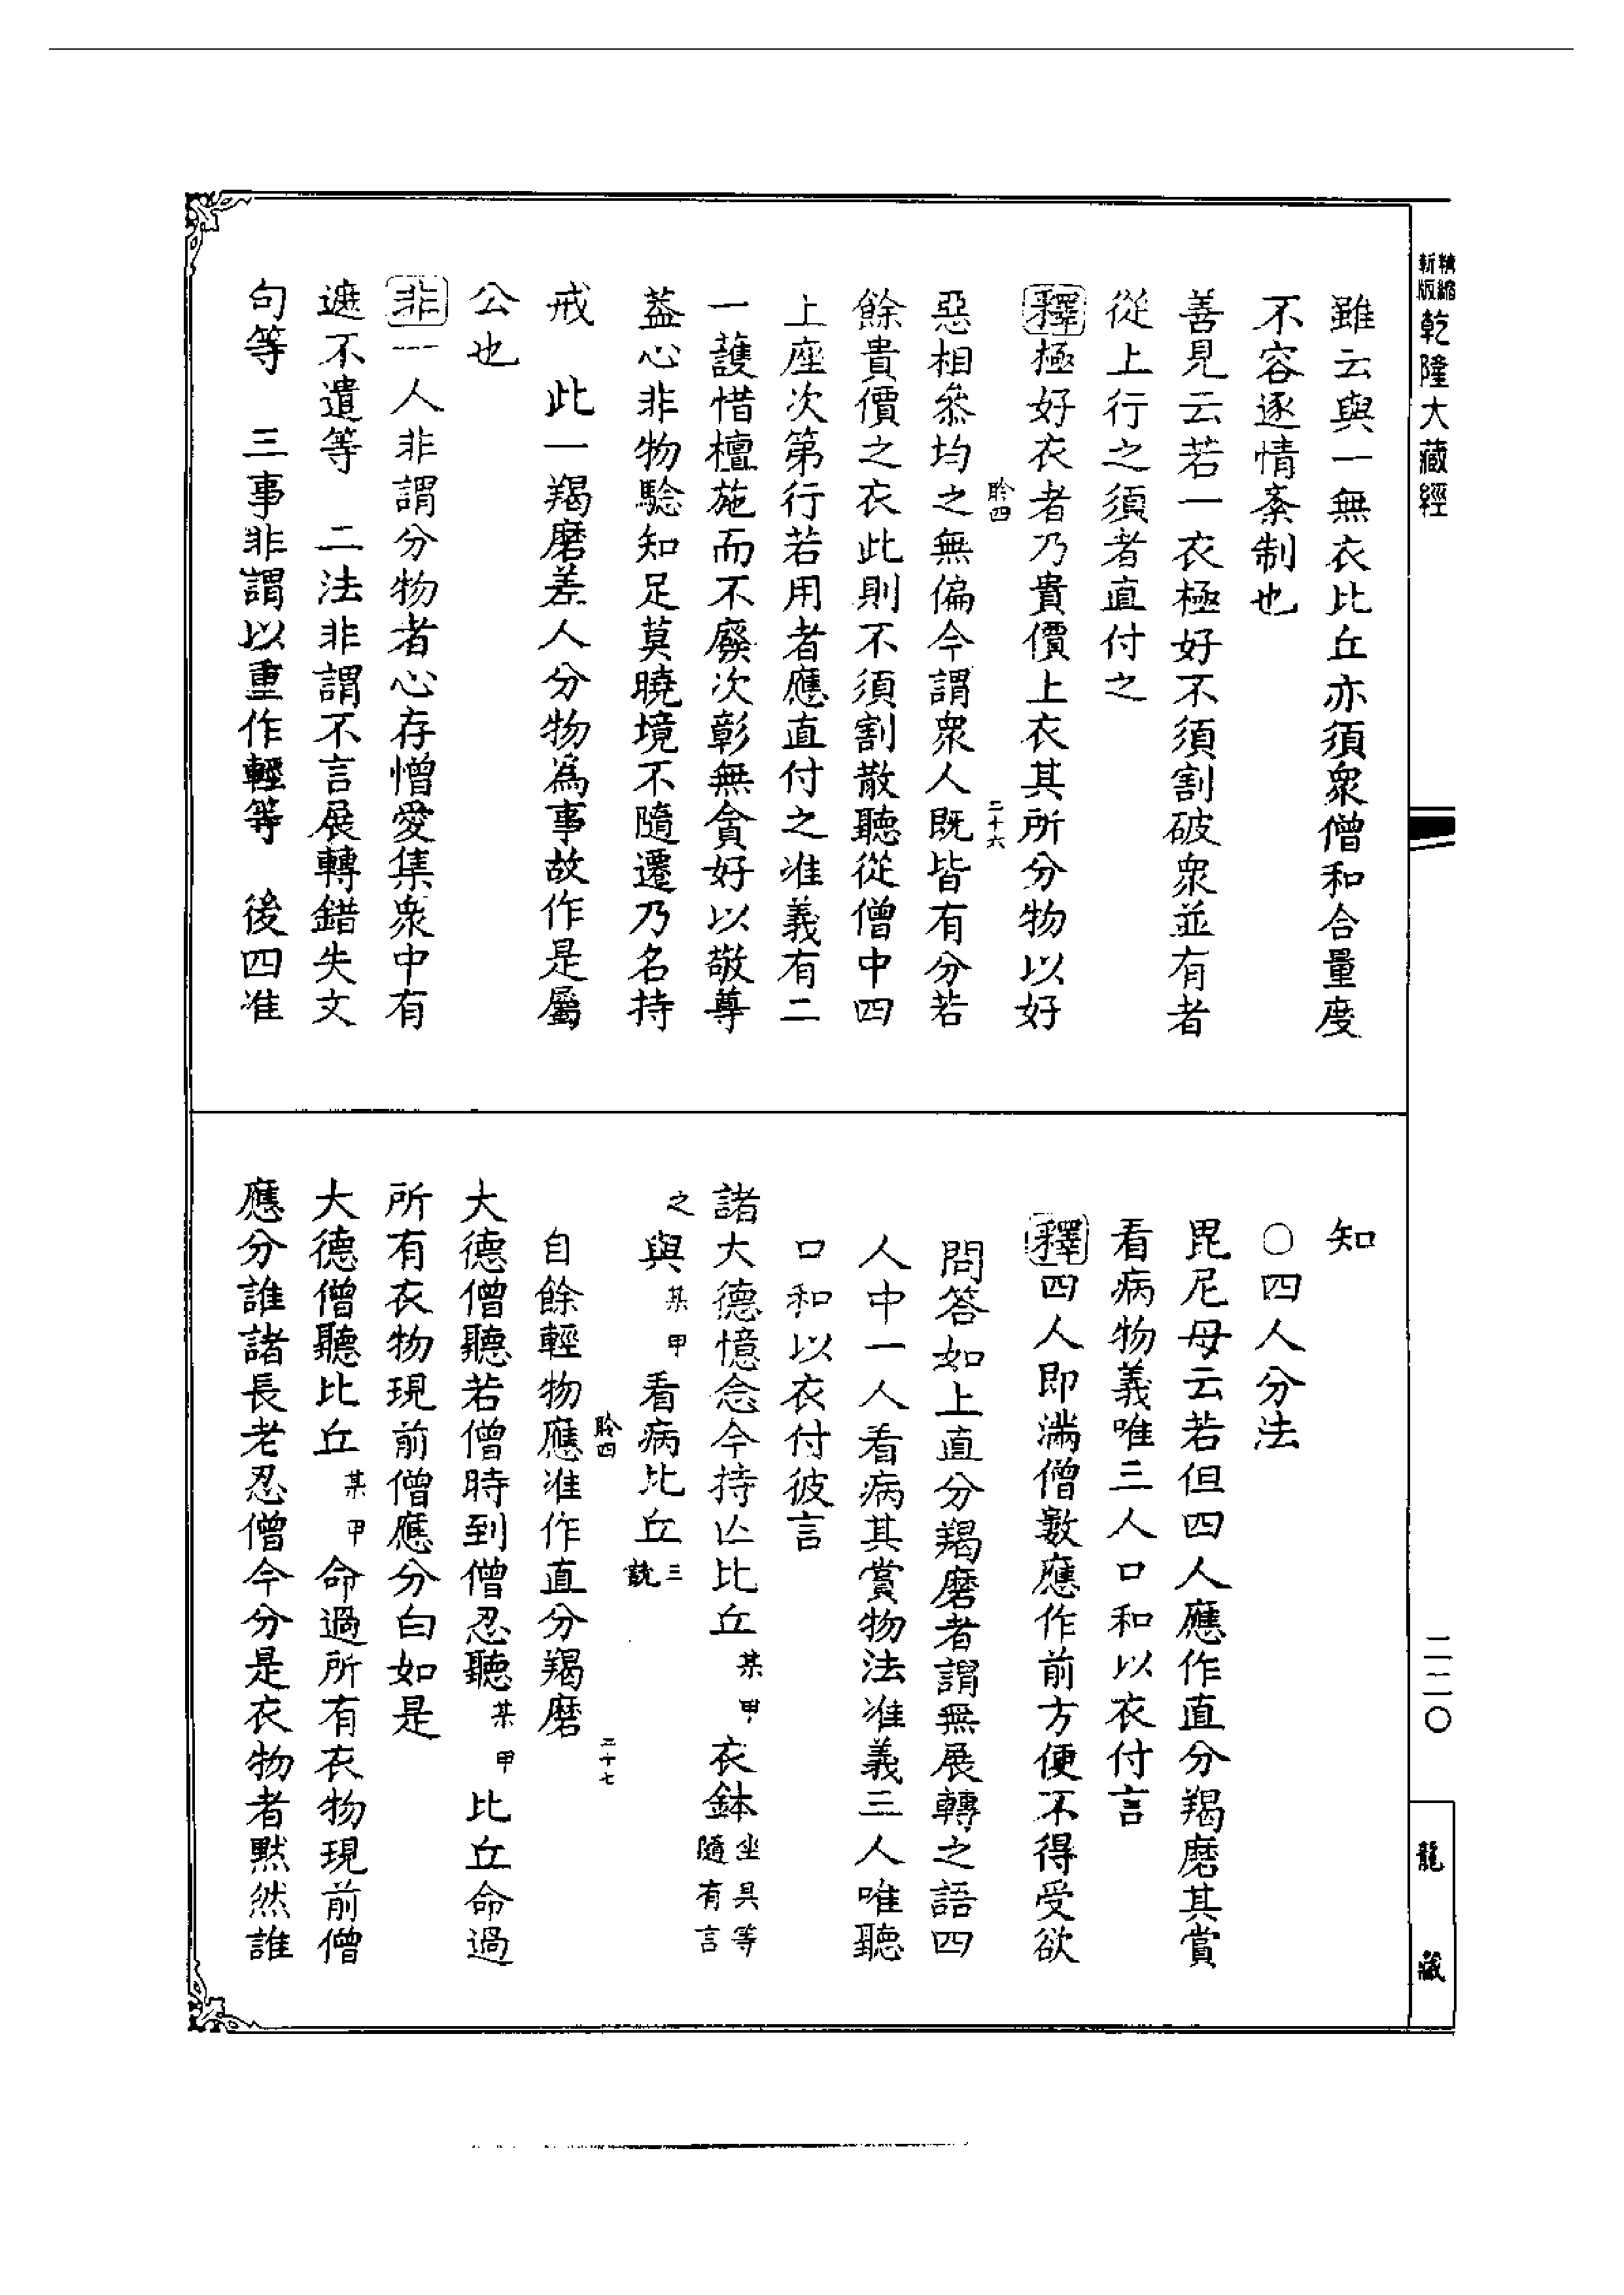 精縮新版乾隆大藏經
雖云與一無衣比丘亦須眾僧和合量度
不容逐情紊制也
善見云若一衣極好不須割破眾並有者
從上行之須者直付之
釋極好衣者乃貴價上衣其所分物以好
聆四 二十六
惡相參均之無偏今謂眾人既皆有分若
餘貴價之衣此則不須割散聽從僧中四
上座次第行若用者應直付之准義有二
一護惜檀施而不廢次彰無貪好以敬尊
葢心非物騐知足莫曉境不隨遷乃名持
戒 此一羯磨差人分物為事故作是屬
公也
非一人非謂分物者心存憎愛集眾中有
遮不遣等 二法非謂不言展轉錯失文
句等 三事非謂以重作輕等 後四准
知
○四人分法
毘尼母云若但四人應作直分羯磨其賞
看病物義唯三人口和以衣付言
釋四人即滿僧數應作前方便不得受欲
問答如上直分羯磨者謂無展轉之語四
人中一人看病其賞物法准義三人唯聽
口和以衣付彼言
諸大德憶念今持亾比丘某甲衣鉢坐具等隨有言
之與某甲看病比丘三說
聆四 二十七
自餘輕物應准作直分羯磨
大德僧聽若僧時到僧忍聽某甲比丘命過
所有衣物現前僧應分白如是
大德僧聽比丘某甲命過所有衣物現前僧
應分誰諸長老忍僧今分是衣物者默然誰
二二〇
龍藏